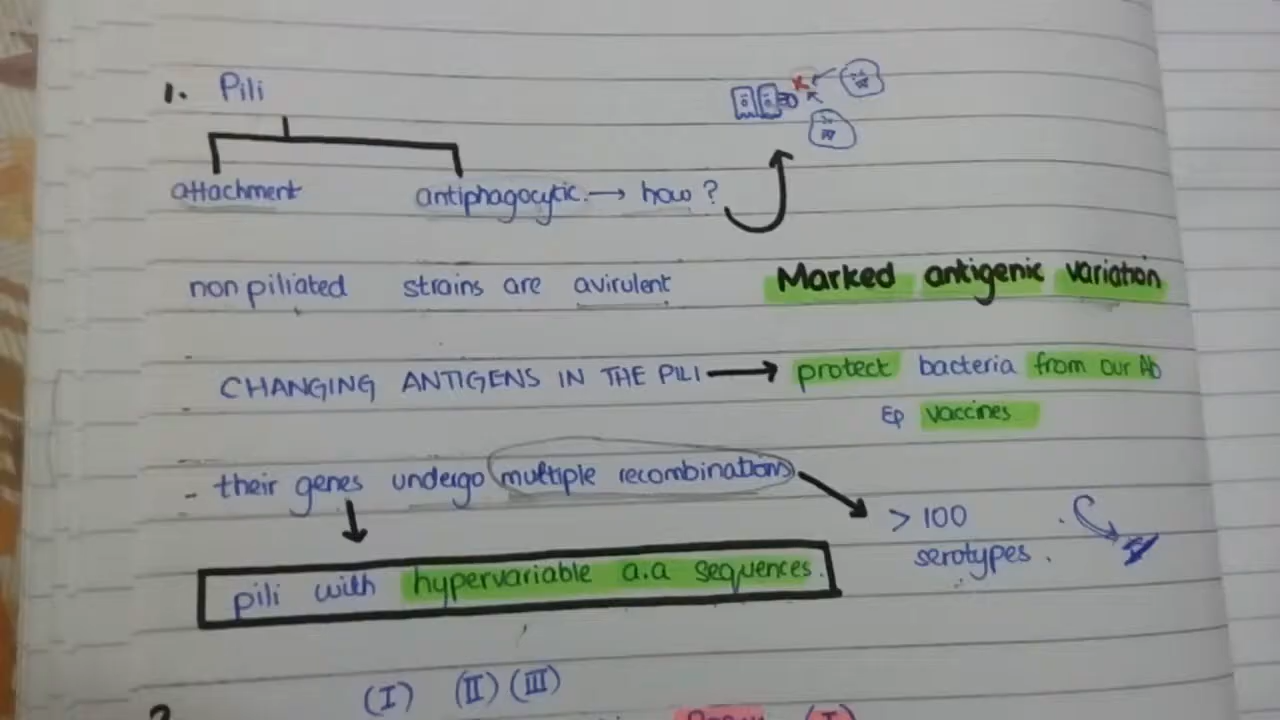 1. Pili
attachment antiphagocytic → how ?
non piliated strains are avirulent Marked antigenic variation
CHANGING ANTIGENS IN THE PILI → protect bacteria from our Ab
vaccines
- their genes undergo multiple recombinations
> 100
serotypes.
pili with hypervariable a.a sequences.
(I) (II) (III)
2
(I)